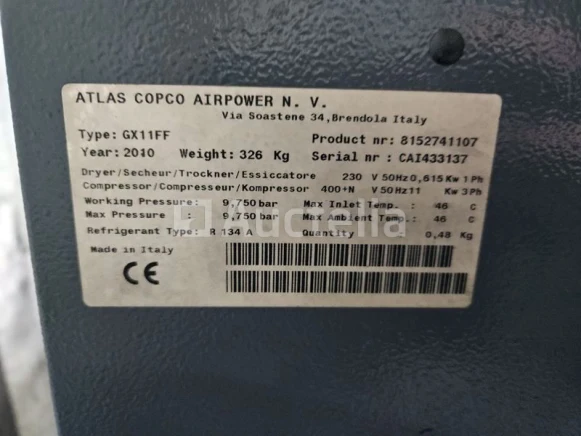 ATLAS COPCO AIRPOWER N. V.
Via Soastene 34,Brendola Italy
Type: GX11FF Product nr: 8152741107
Year: 2010 Weight: 326 Kg Serial nr : CAI433137
Dryer/Secheur/Trockner/Essiccatore 230 V 50Hz 0,615 Kw 1 Ph
Compressor/Compresseur/Kompressor 400+N V 50Hz 11 Kw 3 Ph
Working Pressure: 9,750 bar Max Inlet Temp. : 46 C
Max Pressure : 9,750 bar Max Ambient Temp.: 46 C
Refrigerant Type: R 134 A Quantity : 0,48 Kg
Made in Italy
CE